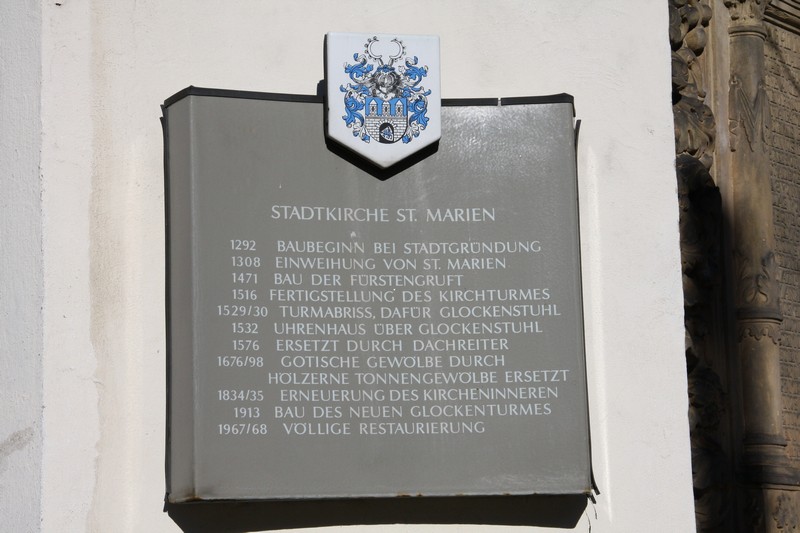 STADTKIRCHE ST. MARIEN
1292 BAUBEGINN BEI STADTGRÜNDUNG
1308 EINWEIHUNG VON ST. MARIEN
1471 BAU DER FÜRSTENGRUFT
1516 FERTIGSTELLUNG DES KIRCHTURMES
1529/30 TURMABRISS, DAFÜR GLOCKENSTUHL
1532 UHRENHAUS ÜBER GLOCKENSTUHL
1576 ERSETZT DURCH DACHREITER
1676/98 GOTISCHE GEWÖLBE DURCH
HÖLZERNE TONNENGEWÖLBE ERSETZT
1834/35 ERNEUERUNG DES KIRCHENINNEREN
1913 BAU DES NEUEN GLOCKENTURMES
1967/68 VÖLLIGE RESTAURIERUNG